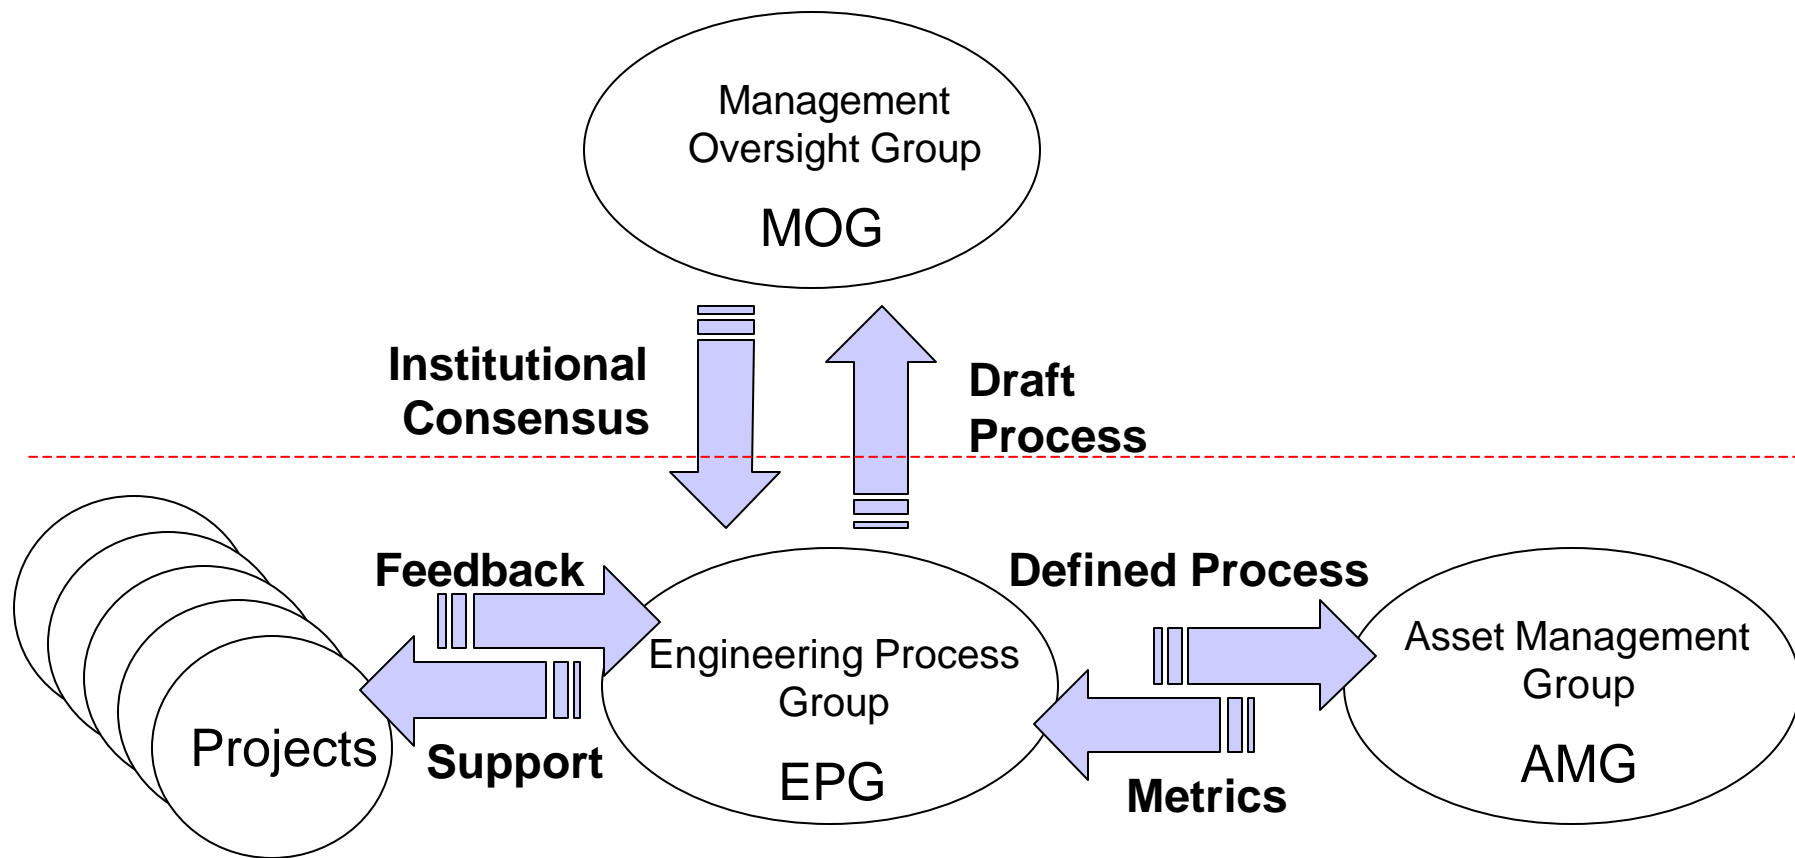 Management
Oversight Group
MOG
Institutional
Consensus
Draft
Process
Feedback
Defined Process
Engineering Process
Group
EPG
Asset Management
Group
AMG
Projects
Support
Metrics